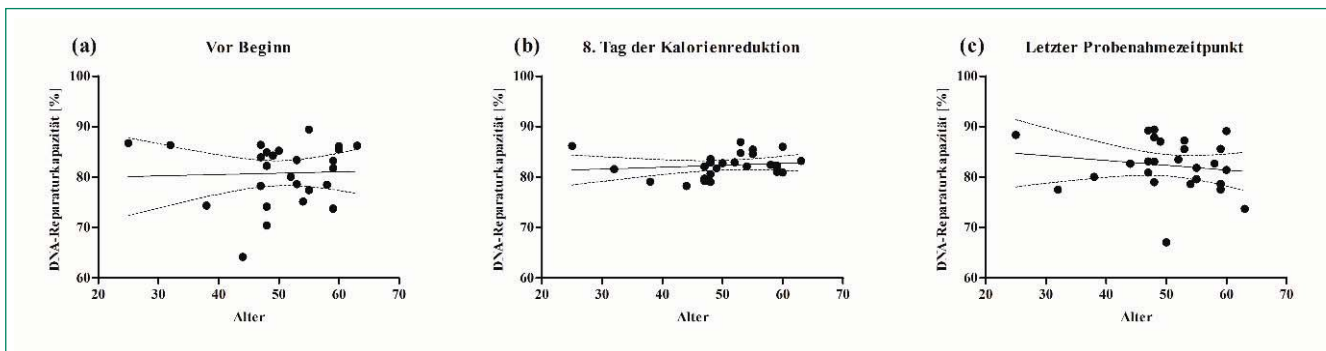 (a) Vor Beginn
DNA-Reparaturkapazität [%]
100
90
80
70
60
20 30 40 50 60 70
Alter
(b) 8. Tag der Kalorienreduktion
DNA-Reparaturkapazität [%]
100
90
80
70
60
20 30 40 50 60 70
Alter
(c) Letzter Probenahmezeitpunkt
DNA-Reparaturkapazität [%]
100
90
80
70
60
20 30 40 50 60 70
Alter